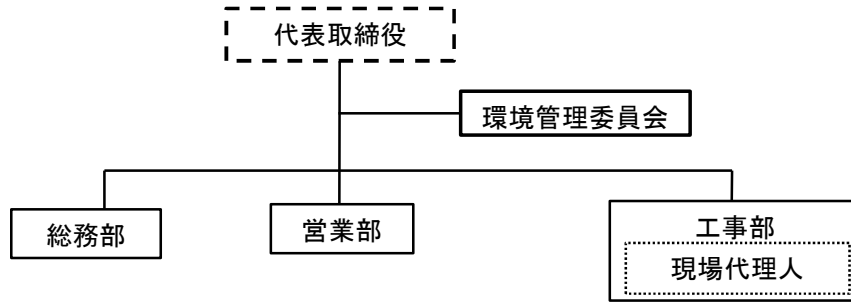 代表取締役
環境管理委員会
総務部
営業部
工事部
現場代理人